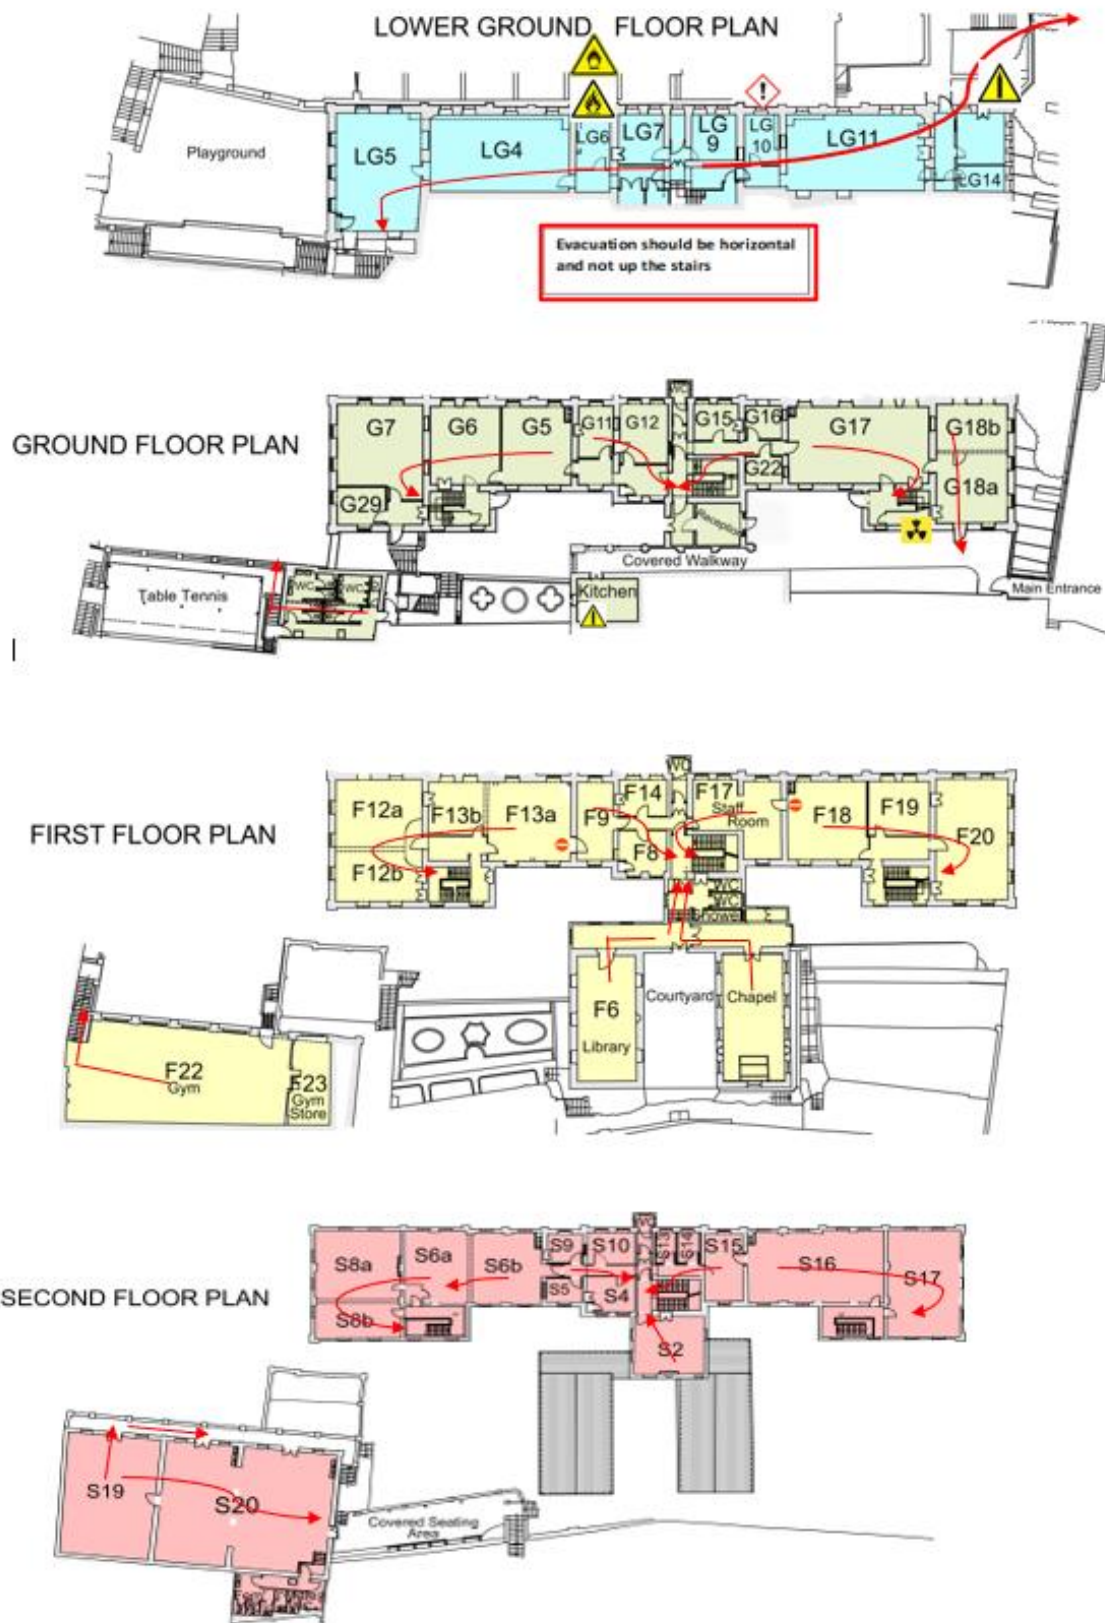 LOWER GROUND FLOOR PLAN
Playground
LG5
LG4
LG6
LG7
LG
9
LG
10
LG11
LG14
Evacuation should be horizontal
and not up the stairs
GROUND FLOOR PLAN
WC
G7
G6
G5
G11
G12
G15
G16
G17
G18b
G22
G18a
G29
Reception
Covered Walkway
Table Tennis
WC
WC
Kitchen
Main Entrance
FIRST FLOOR PLAN
WC
F12a
F13b
F13a
F9
F14
F17
Staff
Room
F18
F19
F20
F8
F12b
WC
WC
Shower
F6
Library
Courtyard
Chapel
F22
Gym
F23
Gym
Store
SECOND FLOOR PLAN
WC
S8a
S6a
S6b
S9
S10
S13
S14
S15
S16
S17
S5
S4
S8b
S2
S19
S20
Covered Seating
Area